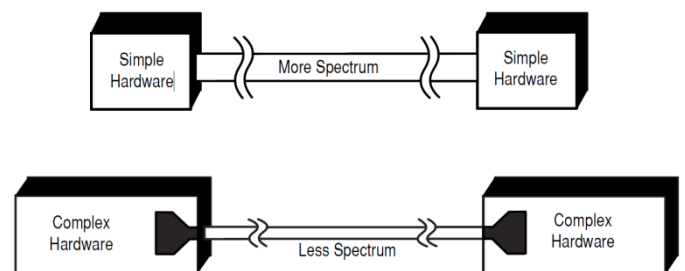 Simple
Hardware
More Spectrum
Simple
Hardware
Complex
Hardware
Less Spectrum
Complex
Hardware